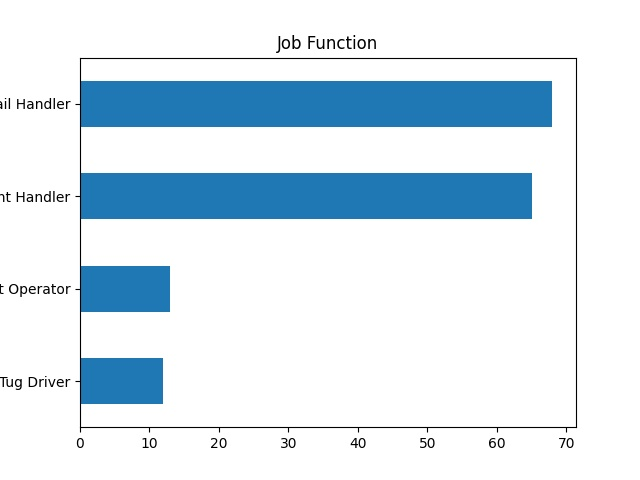 Job Function
ail Handler
nt Handler
t Operator
Tug Driver
0 10 20 30 40 50 60 70